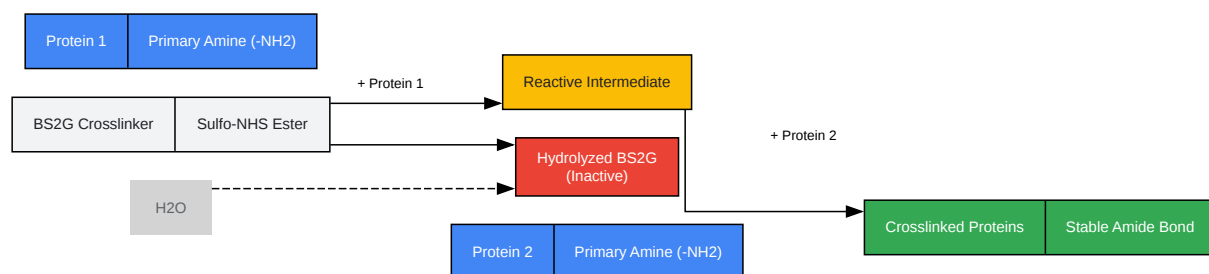 Protein 1
Primary Amine (-NH2)
+ Protein 1
Reactive Intermediate
BS2G Crosslinker
Sulfo-NHS Ester
+ Protein 2
Hydrolyzed BS2G
(Inactive)
H2O
Crosslinked Proteins
Stable Amide Bond
Protein 2
Primary Amine (-NH2)